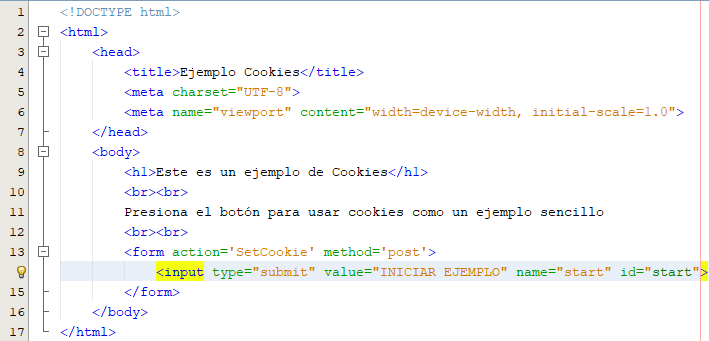 1 <!DOCTYPE html>
2 <html>
3 <head>
4 <title>Ejemplo Cookies</title>
5 <meta charset="UTF-8">
6 <meta name="viewport" content="width=device-width, initial-scale=1.0">
7 </head>
8 <body>
9 <h1>Este es un ejemplo de Cookies</h1>
10 <br><br>
11 Presiona el botón para usar cookies como un ejemplo sencillo
12 <br><br>
13 <form action='SetCookie' method='post'>
<input type="submit" value="INICIAR EJEMPLO" name="start" id="start">
15 </form>
16 </body>
17 </html>